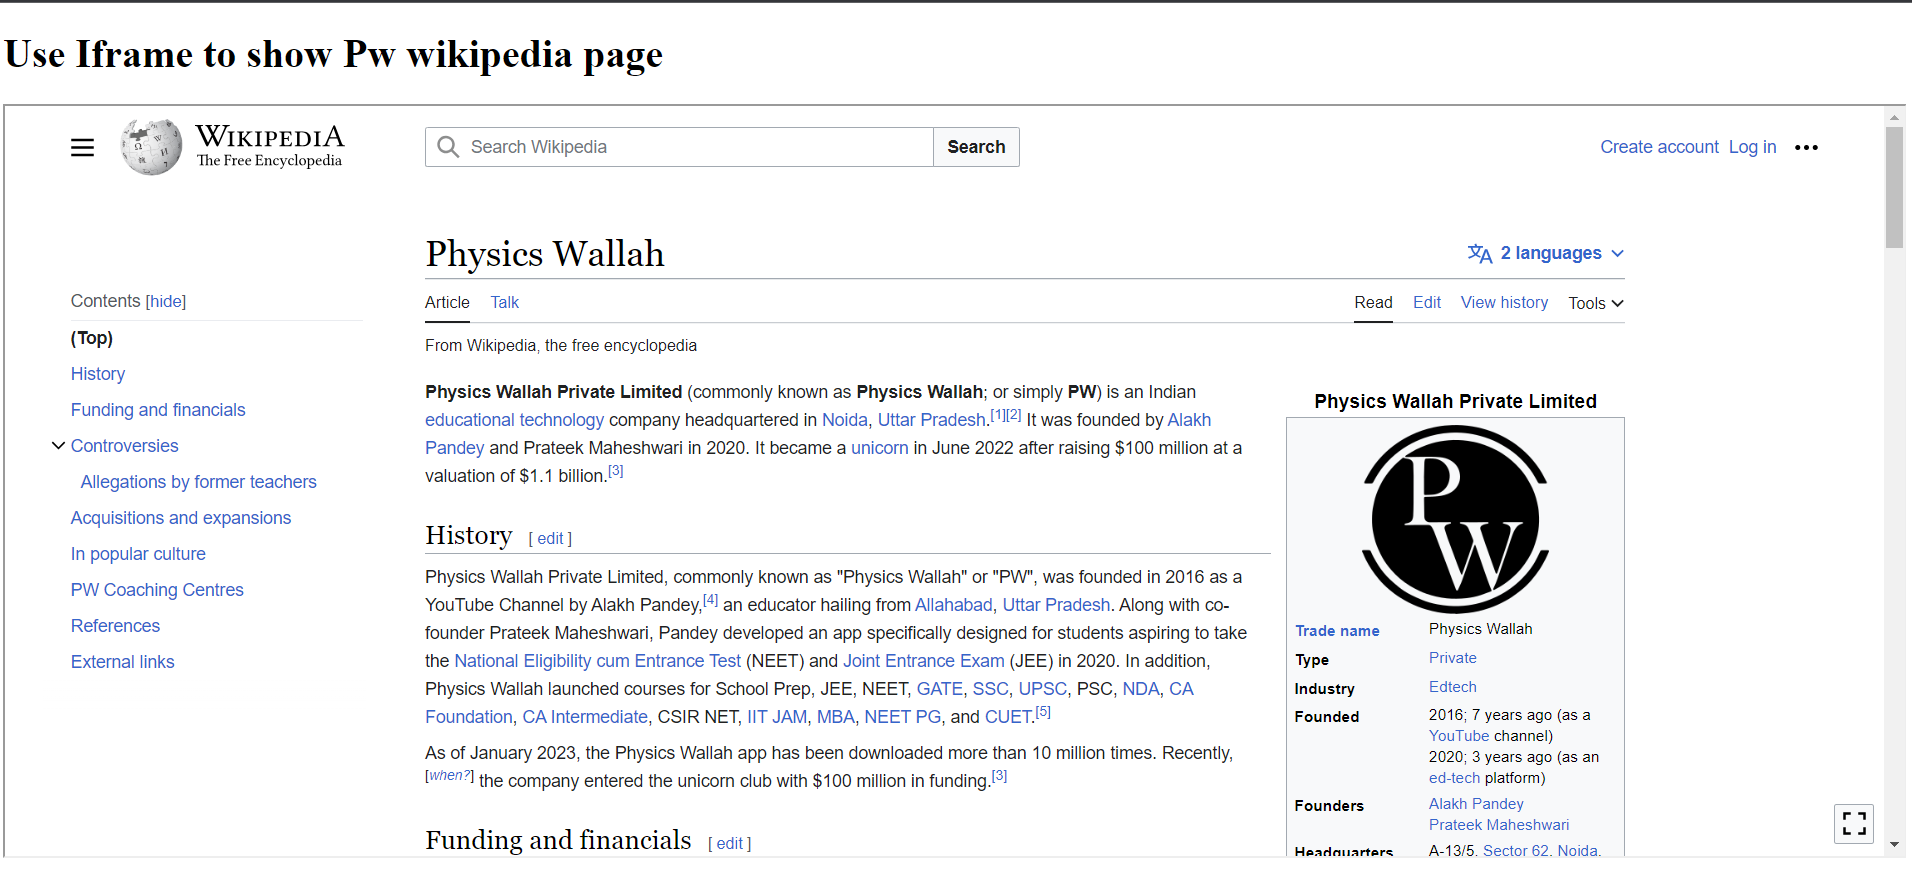 Use Iframe to show Pw wikipedia page
WIKIPEDIA
The Free Encyclopedia
Search Wikipedia
Search
Create account Log in
Physics Wallah
2 languages
Contents [hide]
(Top)
History
Funding and financials
Controversies
Allegations by former teachers
Acquisitions and expansions
In popular culture
PW Coaching Centres
References
External links
Article Talk
Read Edit View history Tools
From Wikipedia, the free encyclopedia
Physics Wallah Private Limited (commonly known as Physics Wallah; or simply PW) is an Indian
educational technology company headquartered in Noida, Uttar Pradesh.[1][2] It was founded by Alakh
Pandey and Prateek Maheshwari in 2020. It became a unicorn in June 2022 after raising $100 million at a
valuation of $1.1 billion.[3]
History [ edit ]
Physics Wallah Private Limited, commonly known as "Physics Wallah" or "PW", was founded in 2016 as a
YouTube Channel by Alakh Pandey,[4] an educator hailing from Allahabad, Uttar Pradesh. Along with co-
founder Prateek Maheshwari, Pandey developed an app specifically designed for students aspiring to take
the National Eligibility cum Entrance Test (NEET) and Joint Entrance Exam (JEE) in 2020. In addition,
Physics Wallah launched courses for School Prep, JEE, NEET, GATE, SSC, UPSC, PSC, NDA, CA
Foundation, CA Intermediate, CSIR NET, IIT JAM, MBA, NEET PG, and CUET.[5]
As of January 2023, the Physics Wallah app has been downloaded more than 10 million times. Recently,
[when?] the company entered the unicorn club with $100 million in funding.[3]
Funding and financials [ edit ]
Physics Wallah Private Limited
PW
Trade name Physics Wallah
Type Private
Industry Edtech
Founded 2016; 7 years ago (as a
YouTube channel)
2020; 3 years ago (as an
ed-tech platform)
Founders Alakh Pandey
Prateek Maheshwari
Headquarters A-13/5, Sector 62, Noida,